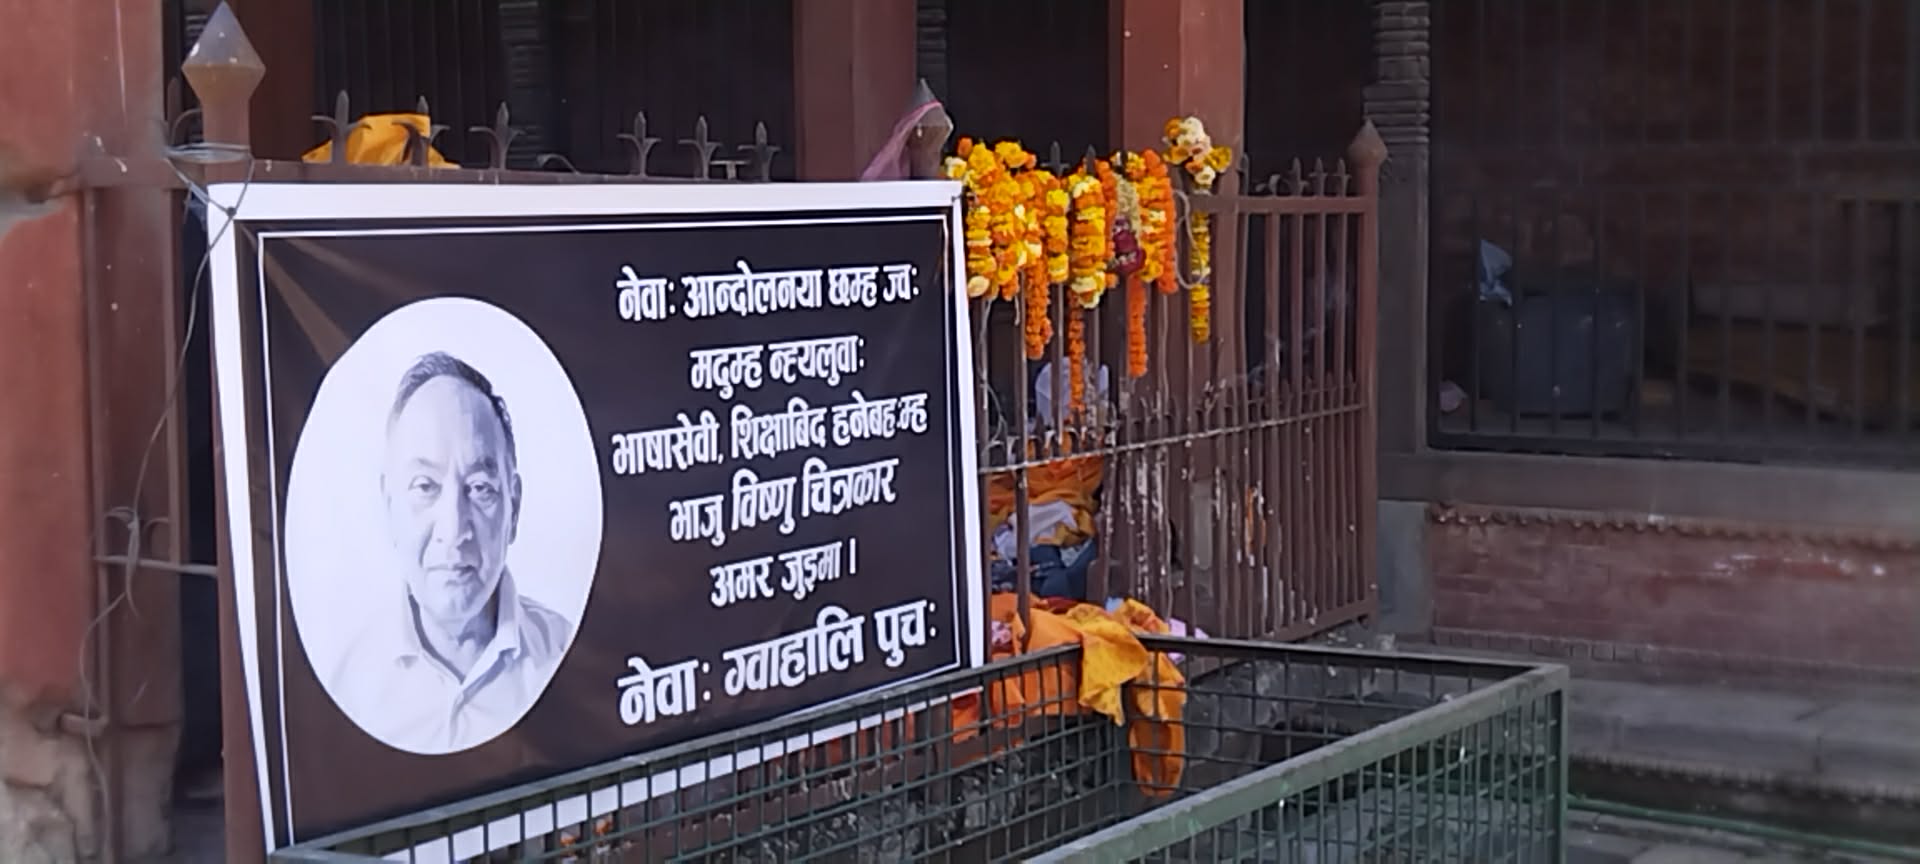 नेवाः आन्दोलनया छम्ह ज्वः
मदुम्ह न्ह्यलुवाः
भाषासेवी, शिक्षाबिद हनेबहःम्ह
भाजु विष्णु चित्रकार
अमर जुइमा ।
नेवाः ग्वाहालि पुचः